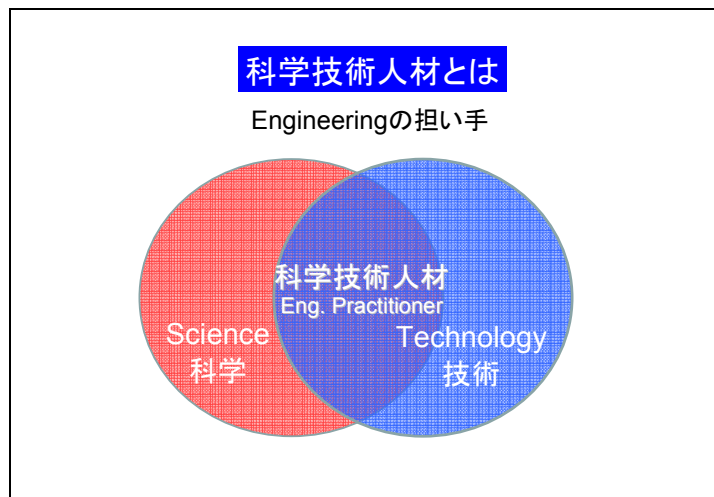 科学技術人材とは
Engineeringの担い手
科学技術人材
Eng. Practitioner
Science
科学
Technology
技術